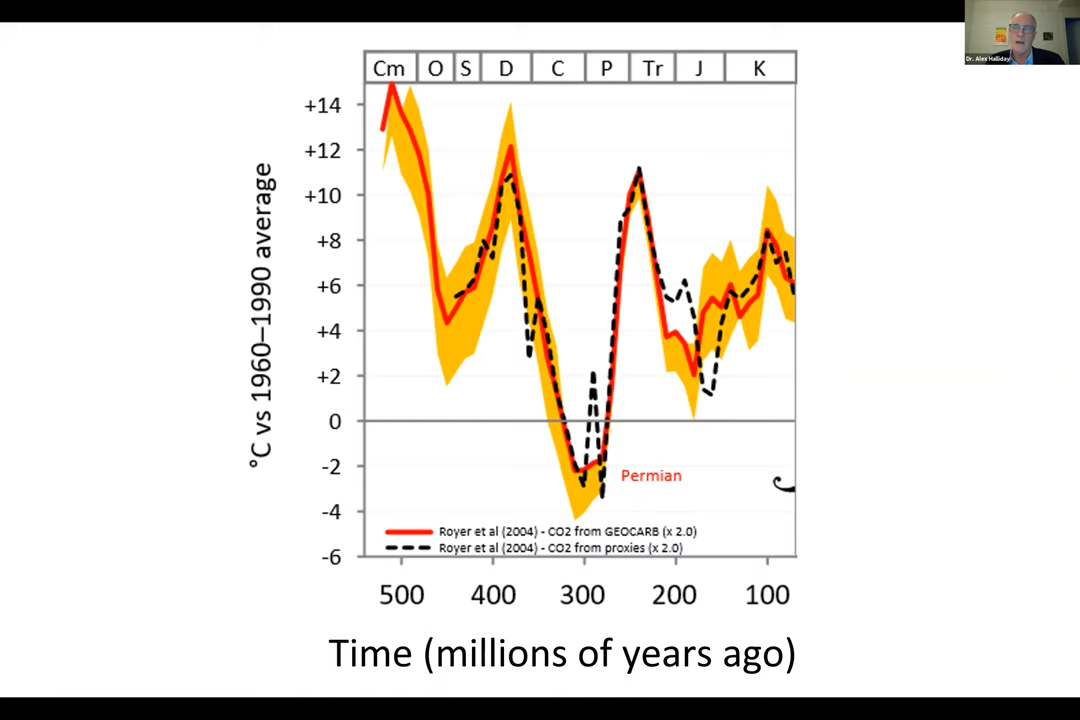 Dr. Alex Halliday
Cm O S D C P Tr J K
°C vs 1960–1990 average
+14
+12
+10
+8
+6
+4
+2
0
-2
-4
-6
Permian
Royer et al (2004) - CO2 from GEOCARB (x 2.0)
Royer et al (2004) - CO2 from proxies (x 2.0)
500 400 300 200 100
Time (millions of years ago)